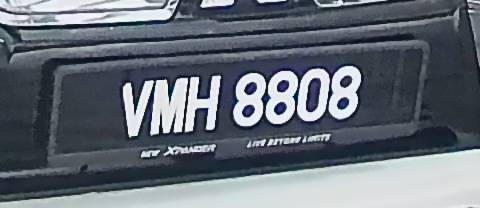 VMH 8808
NEW XPANDER LIVE BEYOND LIMITS